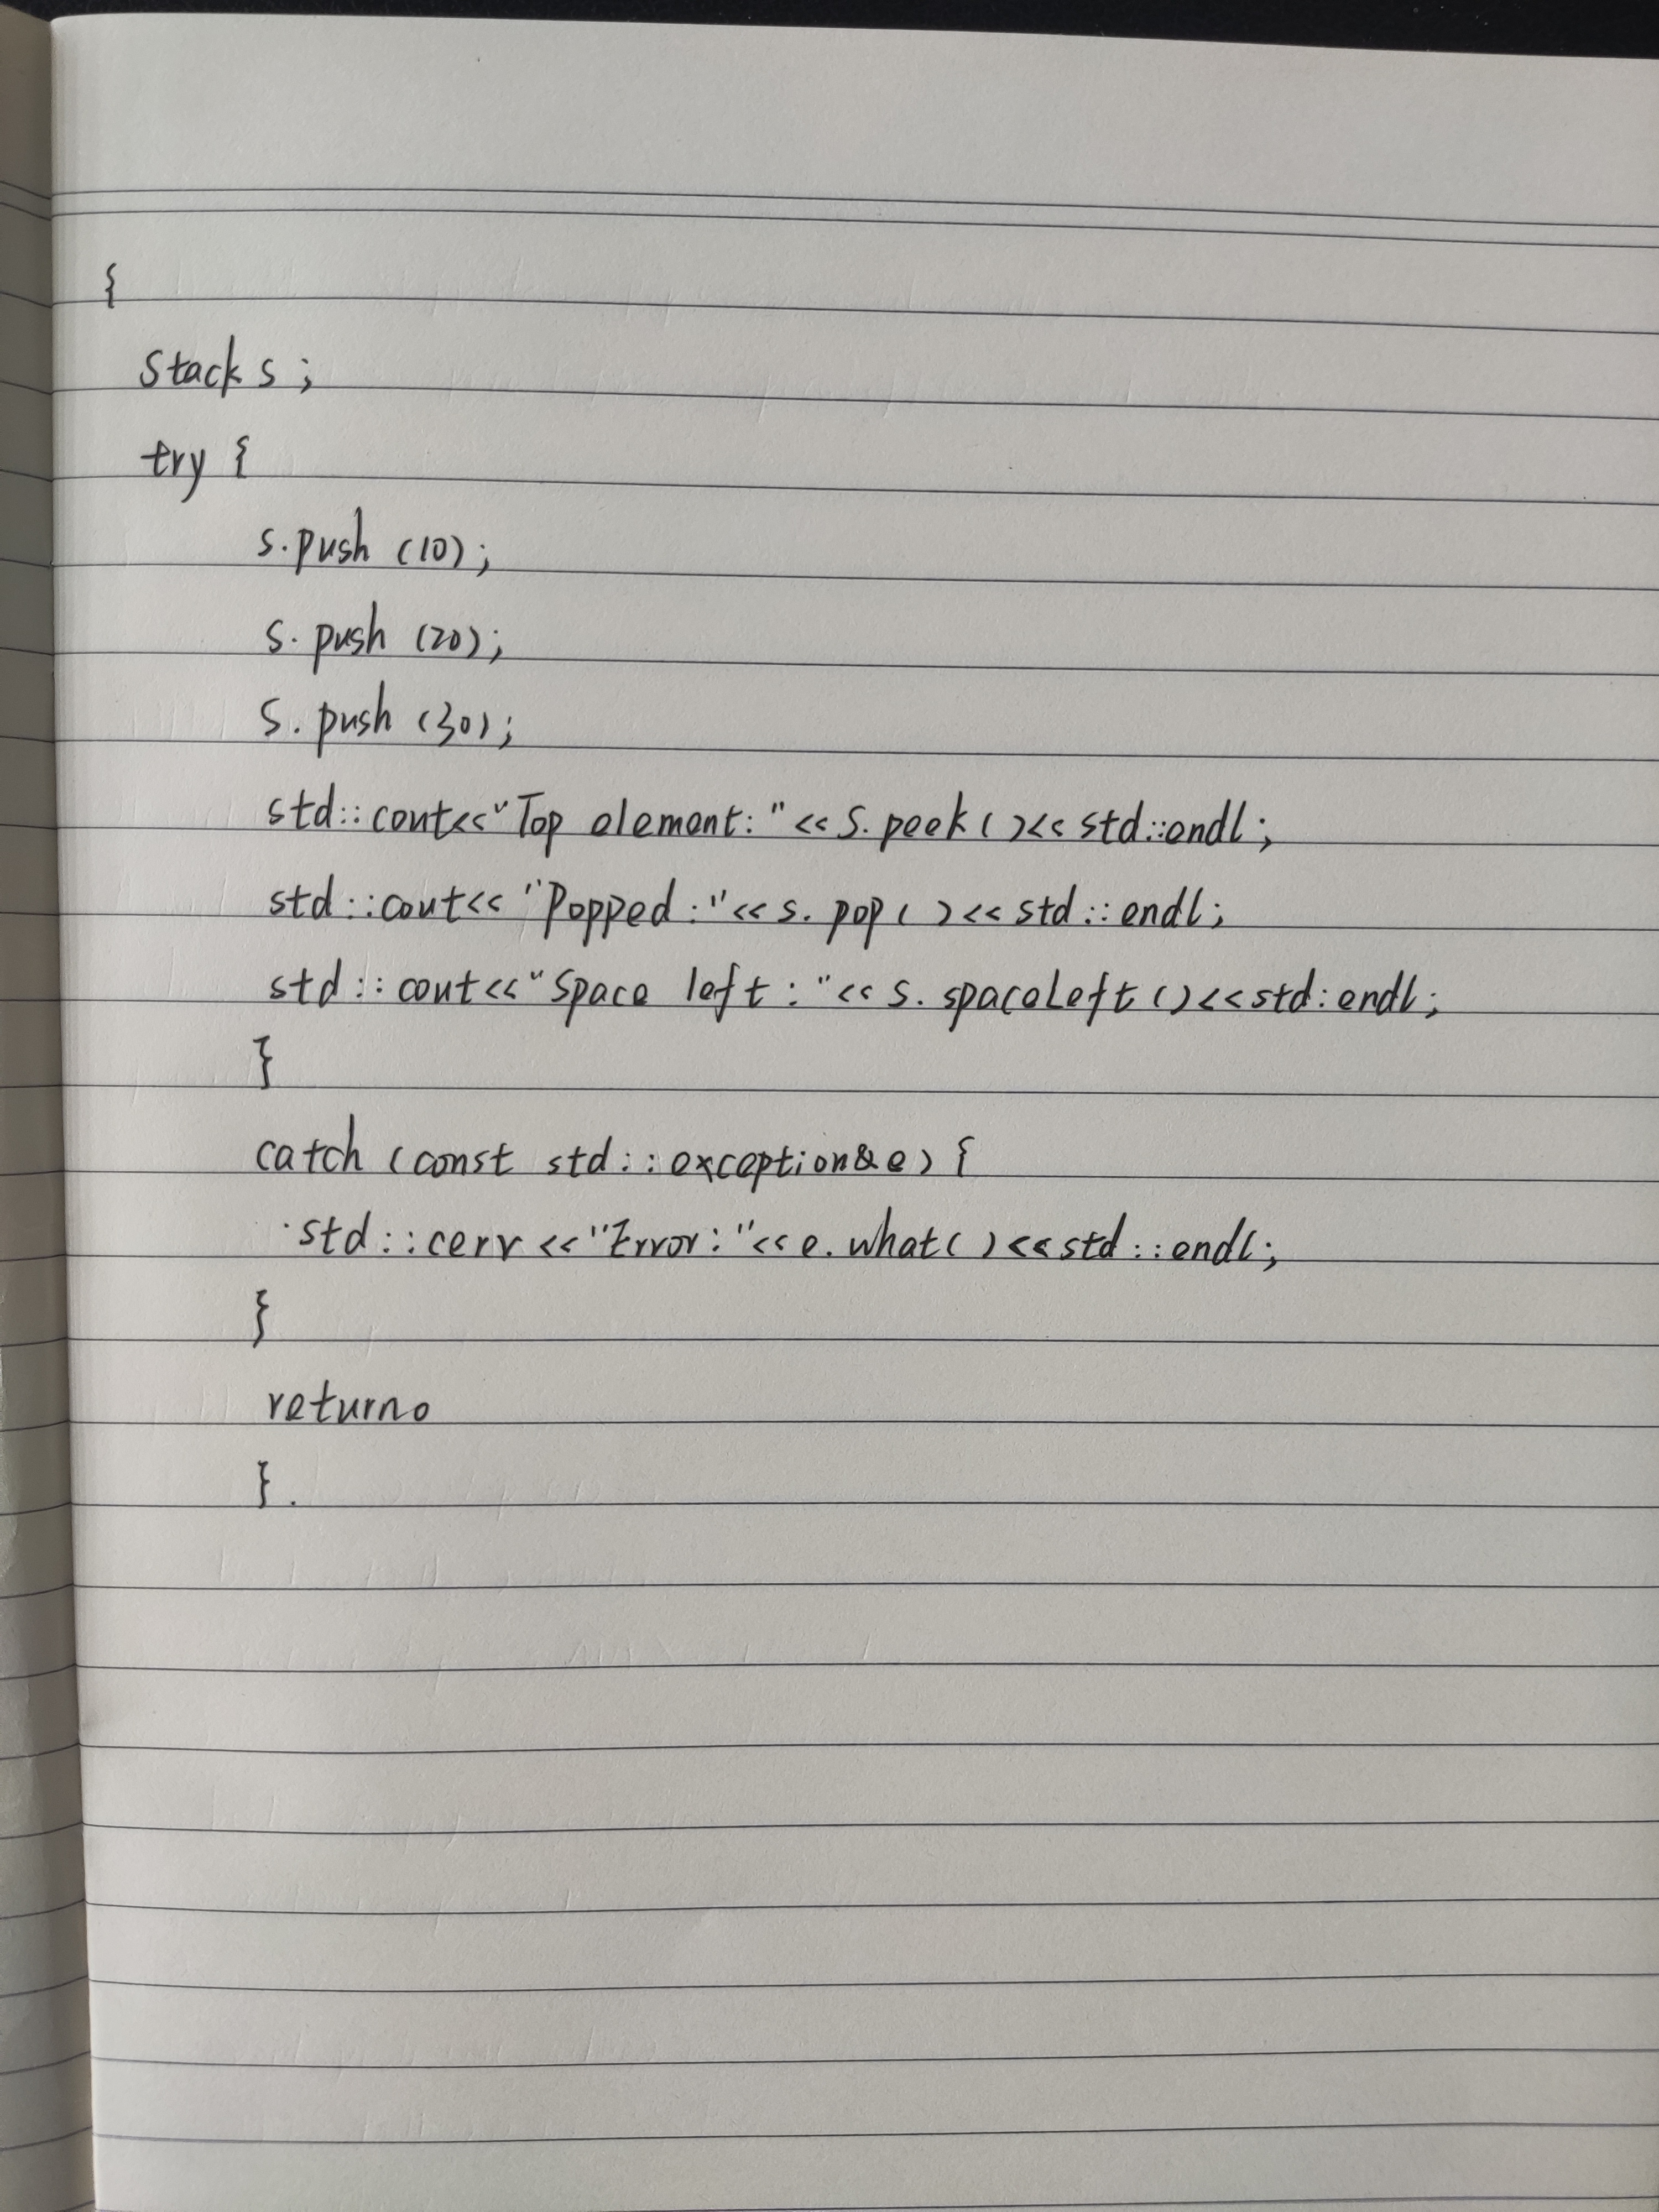 {
Stack s;
try {
s.push (10);
s. push (20);
s. push (30);
std::cout<<"Top element:"<<s.peek( )<<std::endl;
std::cout<< "Popped:"<<s. pop( )<<std::endl;
std::cout<<"Space left:"<<s. spaceLeft()<<std:endl;
}
catch (const std::exception&e) {
std::cerr <<"Error:"<<e.what( )<<std::endl;
}
return0
}.